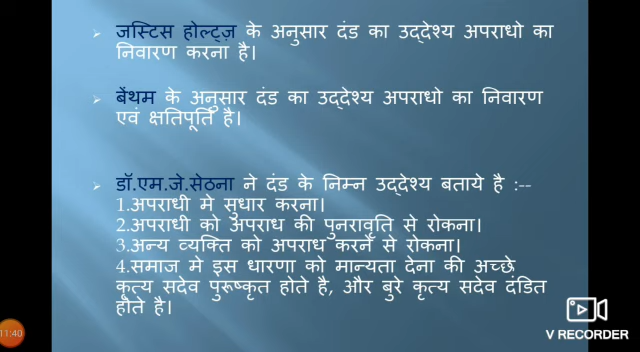 जस्टिस होल्ट्ज़ के अनुसार दंड का उद्देश्य अपराधो का
निवारण करना है।
बेंथम के अनुसार दंड का उद्देश्य अपराधो का निवारण
एवं क्षतिपूर्ति है।
डॉ.एम.जे.सेठना ने दंड के निम्न उद्देश्य बताये है :--
1.अपराधी मे सुधार करना।
2.अपराधी को अपराध की पुनरावृति से रोकना।
3.अन्य व्यक्ति को अपराध करने से रोकना।
4.समाज मे इस धारणा को मान्यता देना की अच्छे
कृत्य सदेव पुरूष्कृत होते है, और बुरे कृत्य सदेव दंडित
होते है।
11:40
V RECORDER